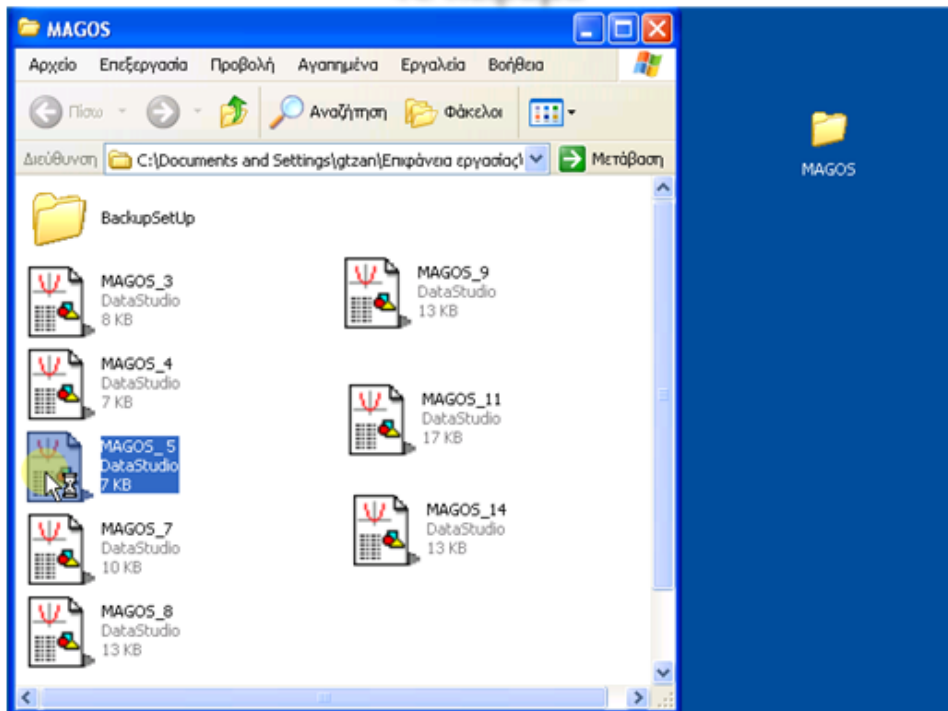 MAGOS
Αρχείο Επεξεργασία Προβολή Αγαπημένα Εργαλεία Βοήθεια
Πίσω Αναζήτηση Φάκελοι
Διεύθυνση C:\Documents and Settings\gtzan\Επιφάνεια εργασίας\ Μετάβαση
BackupSetUp
MAGOS_3
DataStudio
8 KB
MAGOS_4
DataStudio
7 KB
MAGOS_5
DataStudio
7 KB
MAGOS_7
DataStudio
10 KB
MAGOS_8
DataStudio
13 KB
MAGOS_9
DataStudio
13 KB
MAGOS_11
DataStudio
17 KB
MAGOS_14
DataStudio
13 KB
MAGOS